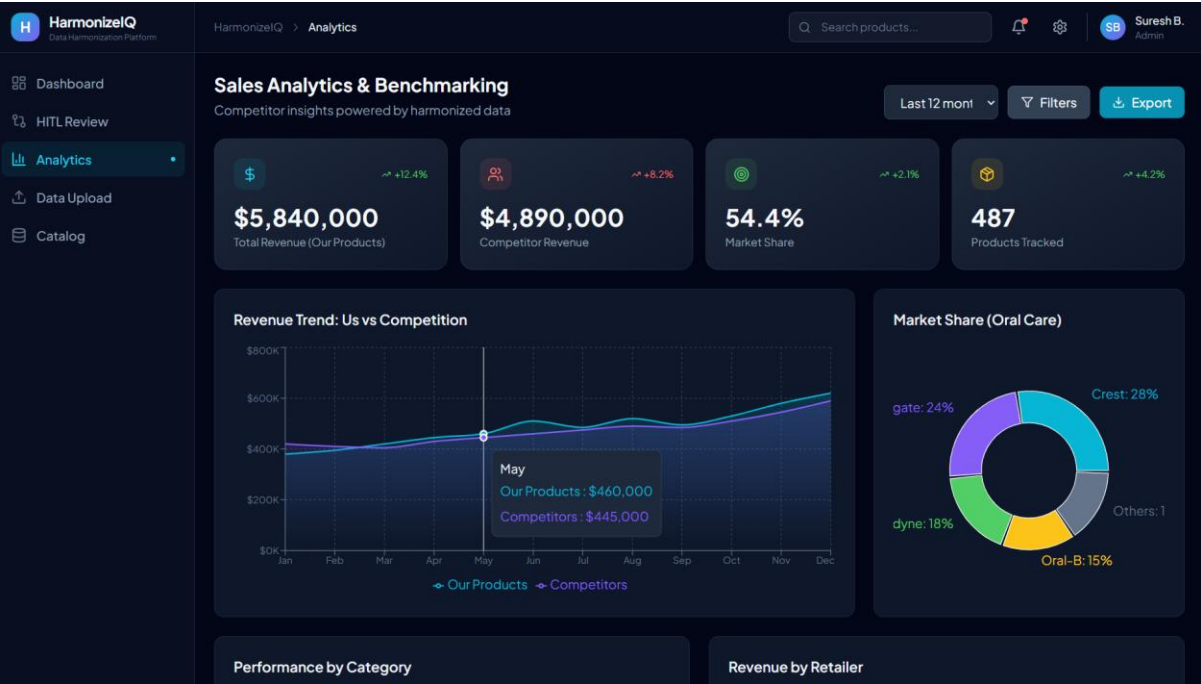 H
HarmonizeIQ
Data Harmonization Platform
HarmonizeIQ > Analytics
Search products...
SB
Suresh B.
Admin
Dashboard
HITL Review
Analytics
Data Upload
Catalog
Sales Analytics & Benchmarking
Competitor insights powered by harmonized data
Last 12 mont
Filters
Export
$
+12.4%
$5,840,000
Total Revenue (Our Products)
+8.2%
$4,890,000
Competitor Revenue
+2.1%
54.4%
Market Share
+4.2%
487
Products Tracked
Revenue Trend: Us vs Competition
$800K
$600K
$400K
$200K
$0K
Jan Feb Mar Apr May Jun Jul Aug Sep Oct Nov Dec
May
Our Products : $460,000
Competitors : $445,000
Our Products Competitors
Market Share (Oral Care)
Crest: 28%
gate: 24%
Others: 1
dyne: 18%
Oral-B: 15%
Performance by Category
Revenue by Retailer